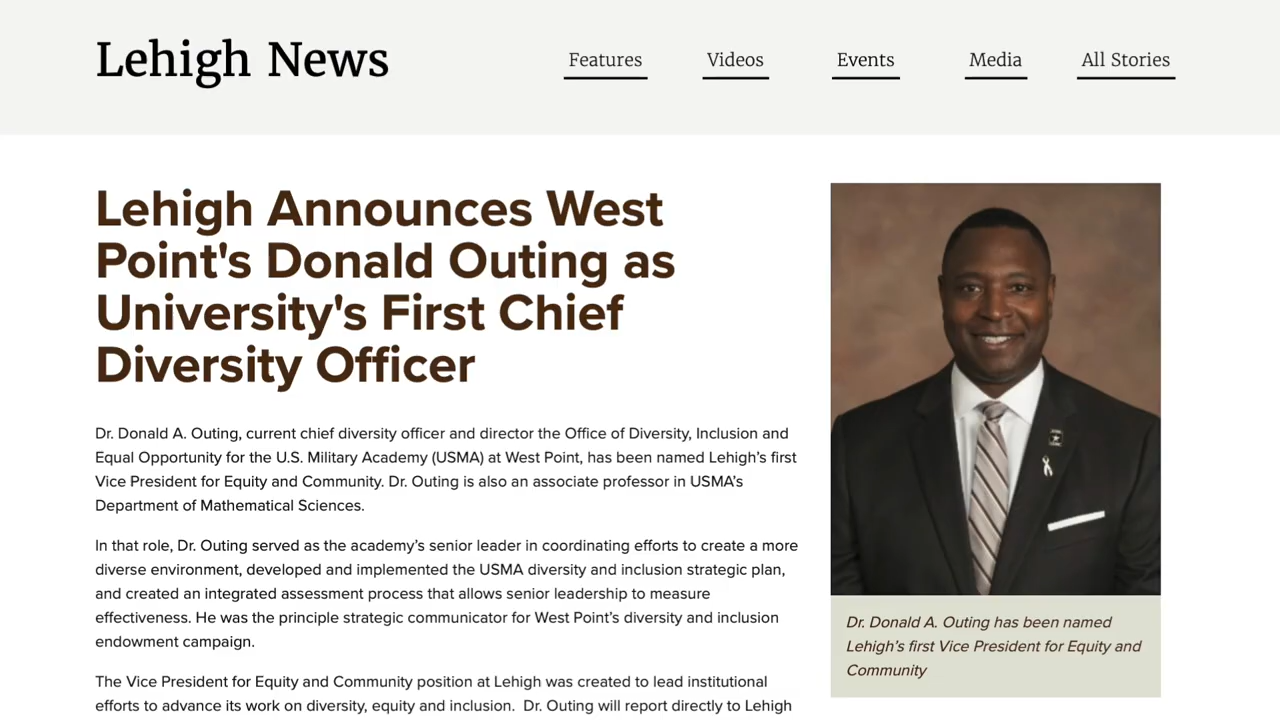 Lehigh News
Features Videos Events Media All Stories
Lehigh Announces West
Point's Donald Outing as
University's First Chief
Diversity Officer
Dr. Donald A. Outing, current chief diversity officer and director the Office of Diversity, Inclusion and
Equal Opportunity for the U.S. Military Academy (USMA) at West Point, has been named Lehigh’s first
Vice President for Equity and Community. Dr. Outing is also an associate professor in USMA’s
Department of Mathematical Sciences.
In that role, Dr. Outing served as the academy’s senior leader in coordinating efforts to create a more
diverse environment, developed and implemented the USMA diversity and inclusion strategic plan,
and created an integrated assessment process that allows senior leadership to measure
effectiveness. He was the principle strategic communicator for West Point’s diversity and inclusion
endowment campaign.
The Vice President for Equity and Community position at Lehigh was created to lead institutional
efforts to advance its work on diversity, equity and inclusion.  Dr. Outing will report directly to Lehigh
Dr. Donald A. Outing has been named
Lehigh’s first Vice President for Equity and
Community